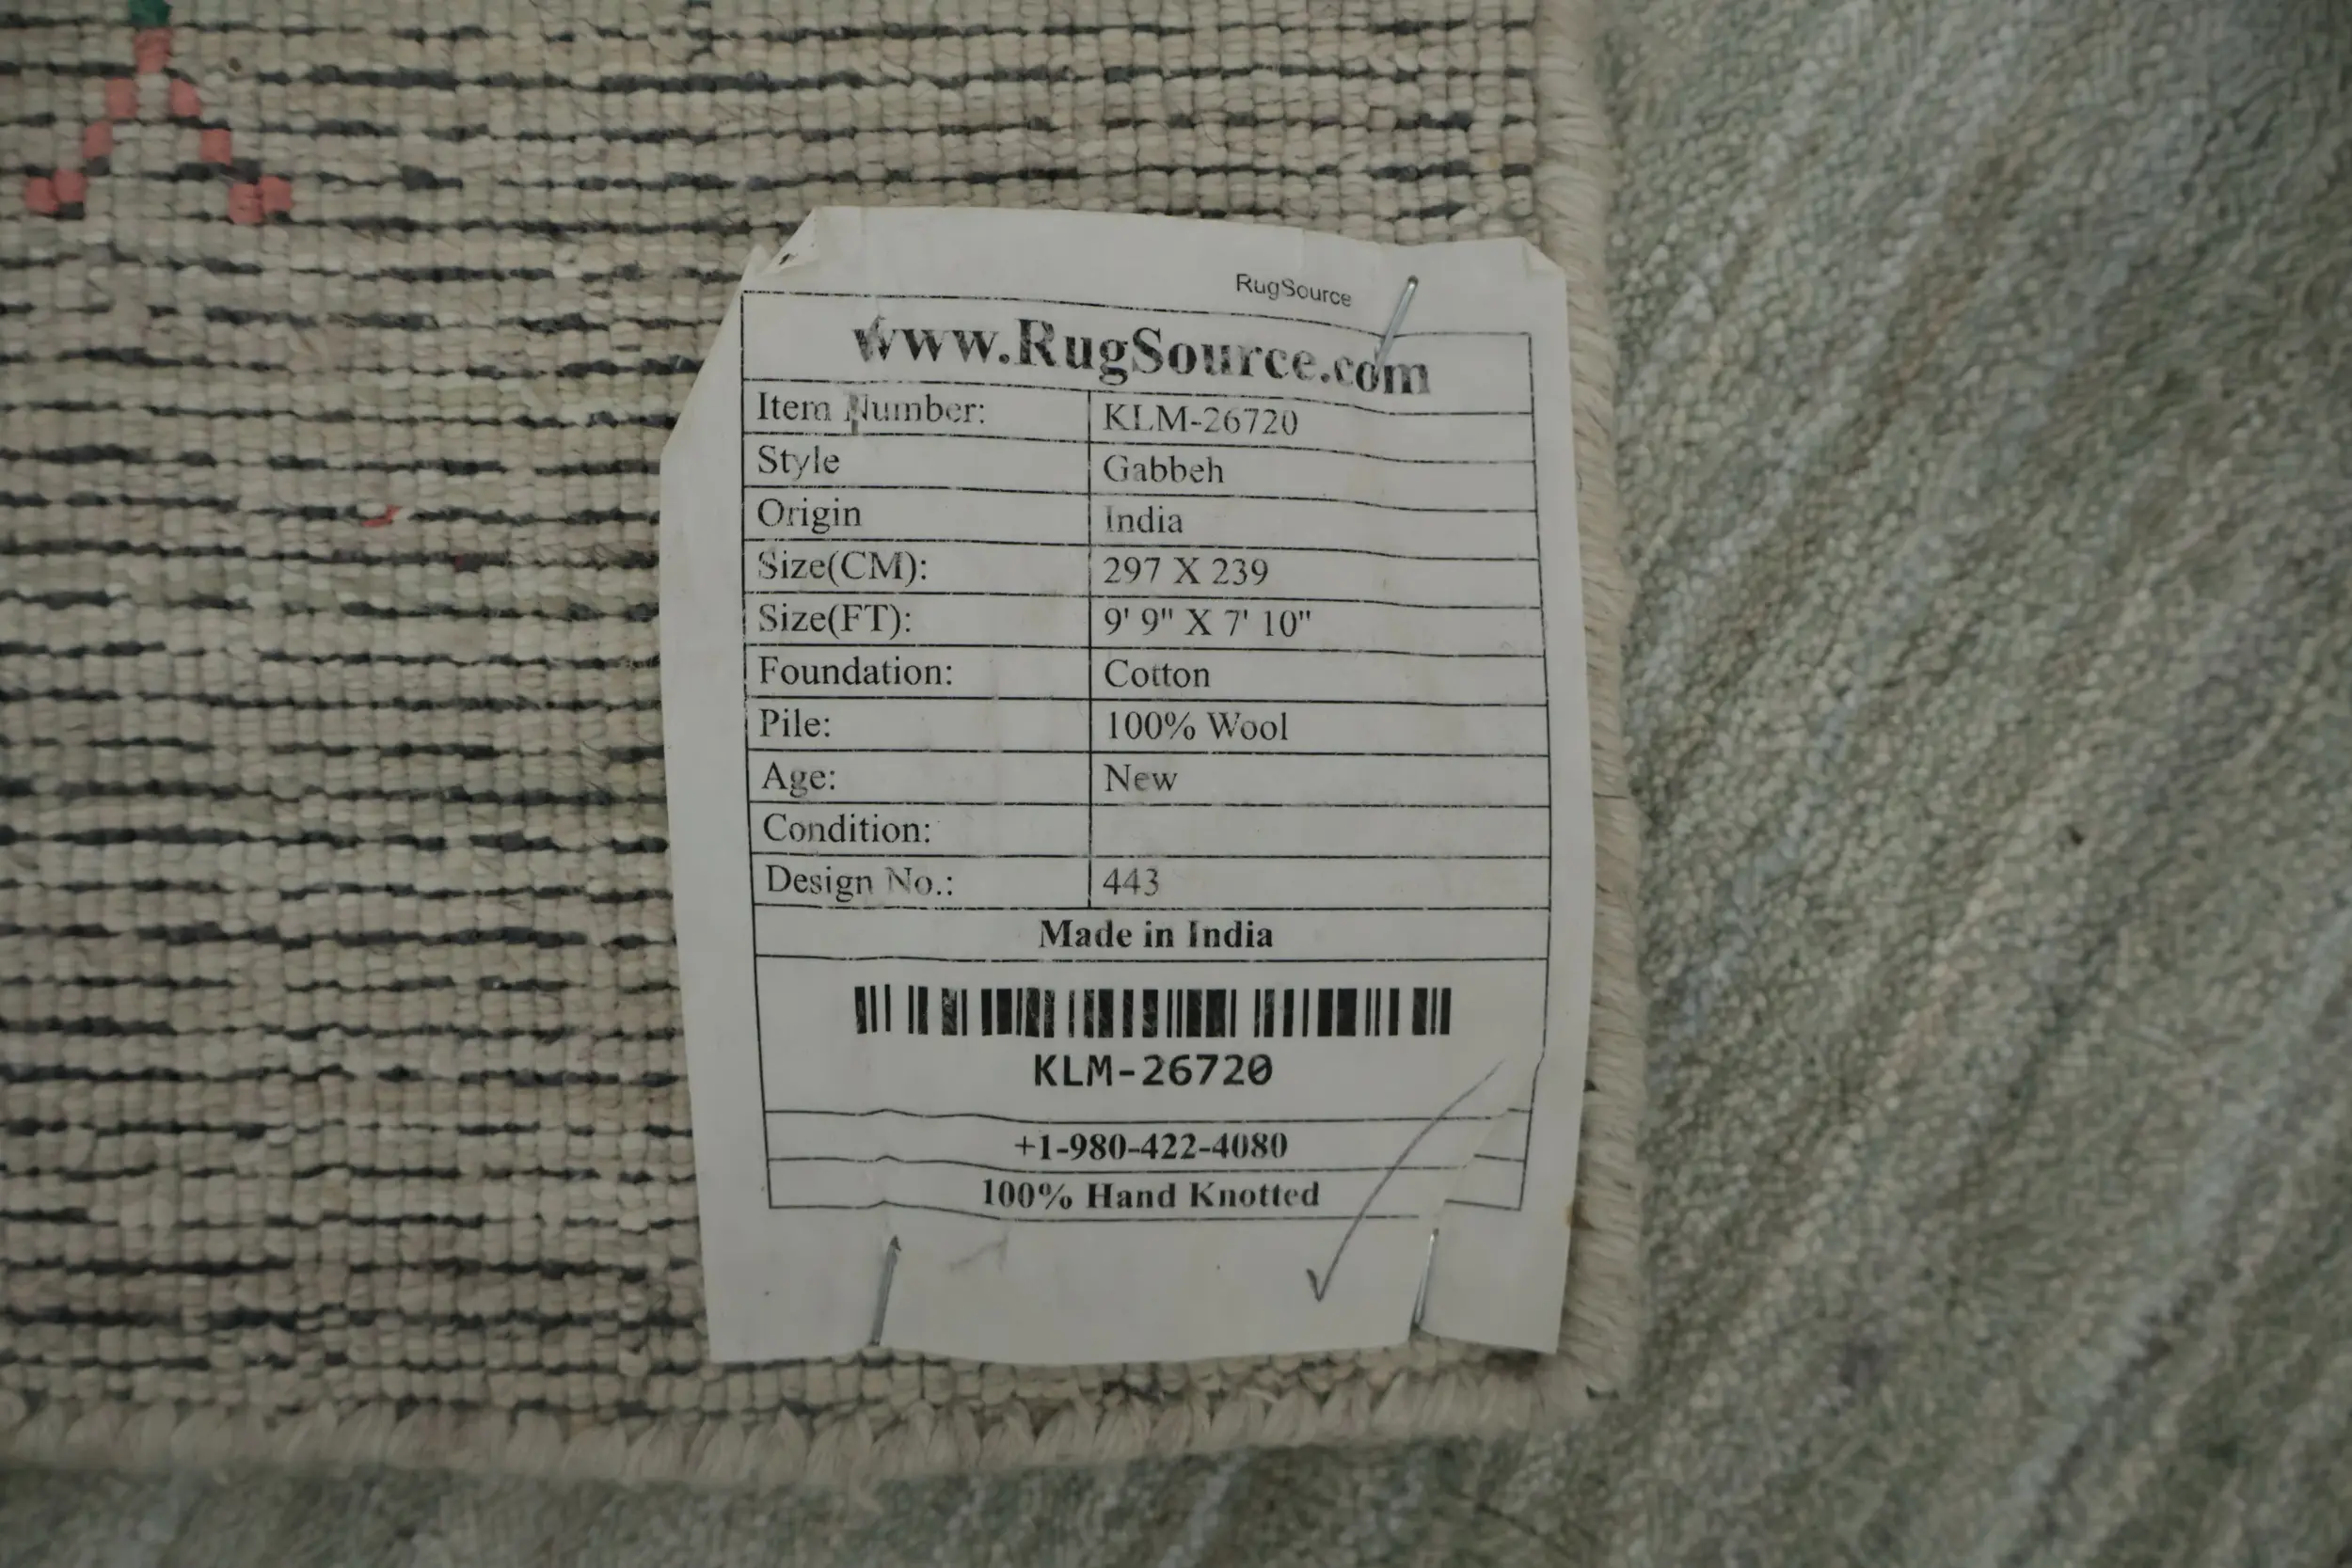 RugSource
www.RugSource.com
Item Number: KLM-26720
Style Gabbeh
Origin India
Size(CM): 297 X 239
Size(FT): 9' 9" X 7' 10"
Foundation: Cotton
Pile: 100% Wool
Age: New
Condition:
Design No.: 443
Made in India
KLM-26720
+1-980-422-4080
100% Hand Knotted